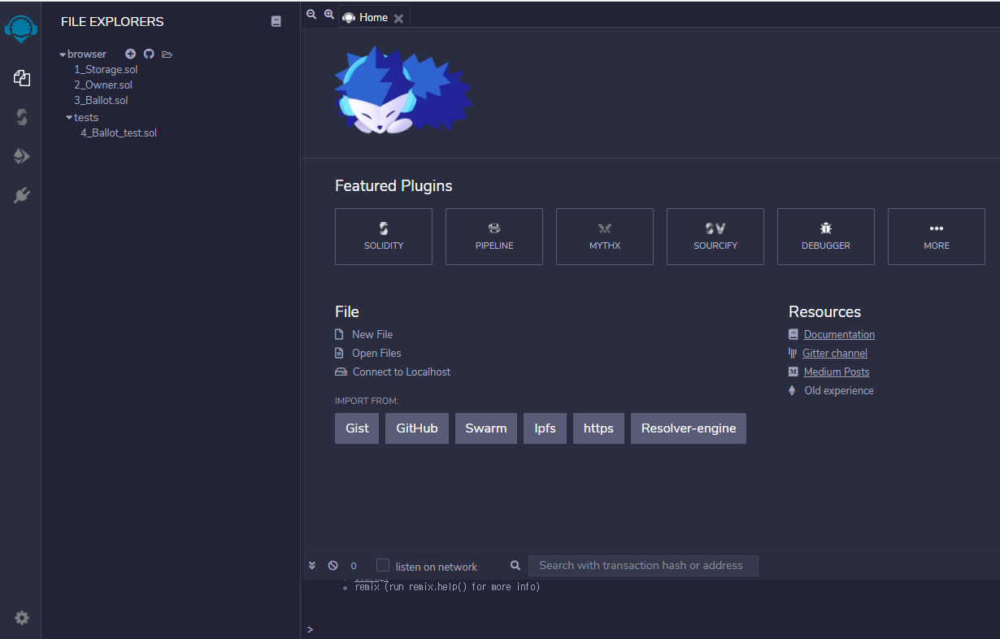 FILE EXPLORERS
browser
1_Storage.sol
2_Owner.sol
3_Ballot.sol
tests
4_Ballot_test.sol
Home
Featured Plugins
SOLIDITY
PIPELINE
MYTHX
SOURCIFY
DEBUGGER
MORE
File
New File
Open Files
Connect to Localhost
IMPORT FROM:
Gist
GitHub
Swarm
Ipfs
https
Resolver-engine
Resources
Documentation
Gitter channel
Medium Posts
Old experience
0
listen on network
Search with transaction hash or address
remix (run remix.help() for more info)
>